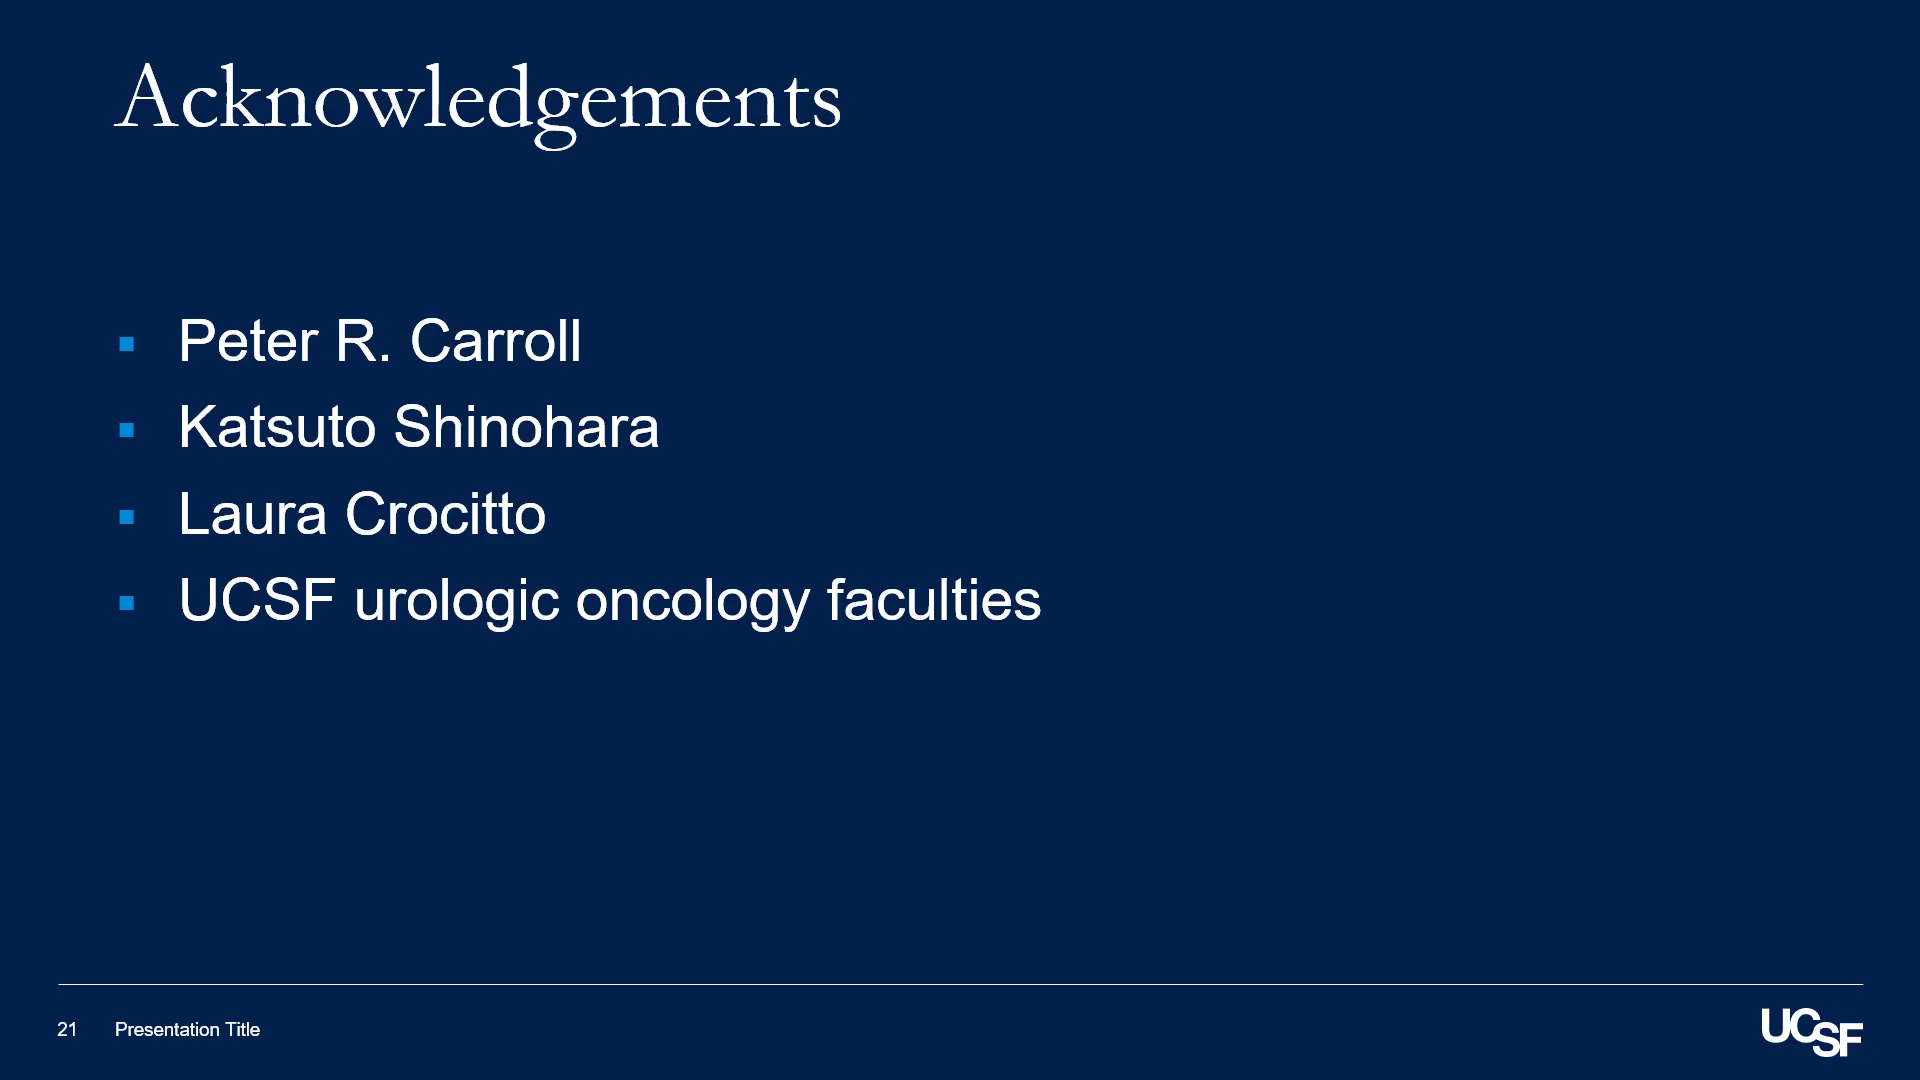 Acknowledgements
▪ Peter R. Carroll
▪ Katsuto Shinohara
▪ Laura Crocitto
▪ UCSF urologic oncology faculties
21 Presentation Title
UCSF